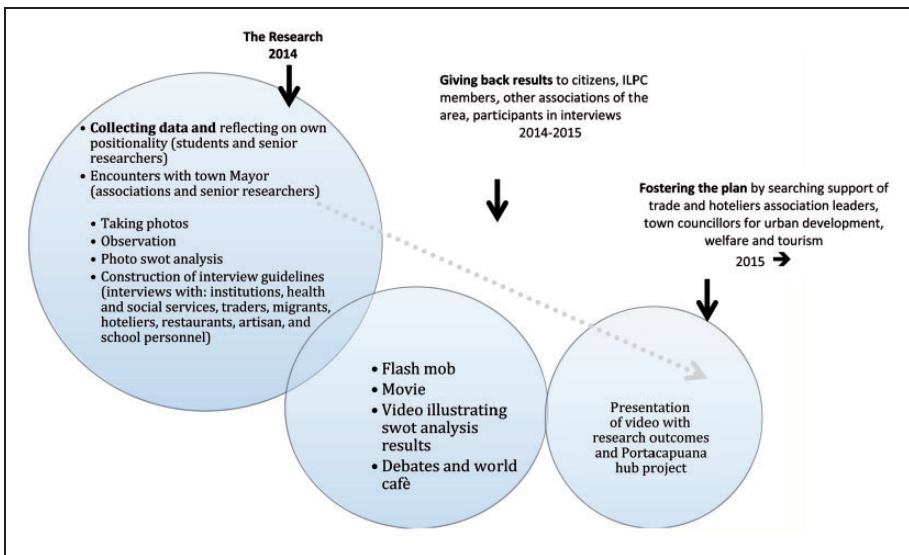 The Research
2014
• Collecting data and reflecting on own
positionality (students and senior
researchers)
• Encounters with town Mayor
(associations and senior researchers)
• Taking photos
• Observation
• Photo swot analysis
• Construction of interview guidelines
(interviews with: institutions, health
and social services, traders, migrants,
hoteliers, restaurants, artisan, and
school personnel)
Giving back results to citizens, ILPC
members, other associations of the
area, participants in interviews
2014-2015
• Flash mob
• Movie
• Video illustrating
swot analysis
results
• Debates and world
cafè
Fostering the plan by searching support of
trade and hoteliers association leaders,
town councillors for urban development,
welfare and tourism
2015 →
Presentation
of video with
research outcomes
and Portacapuana
hub project